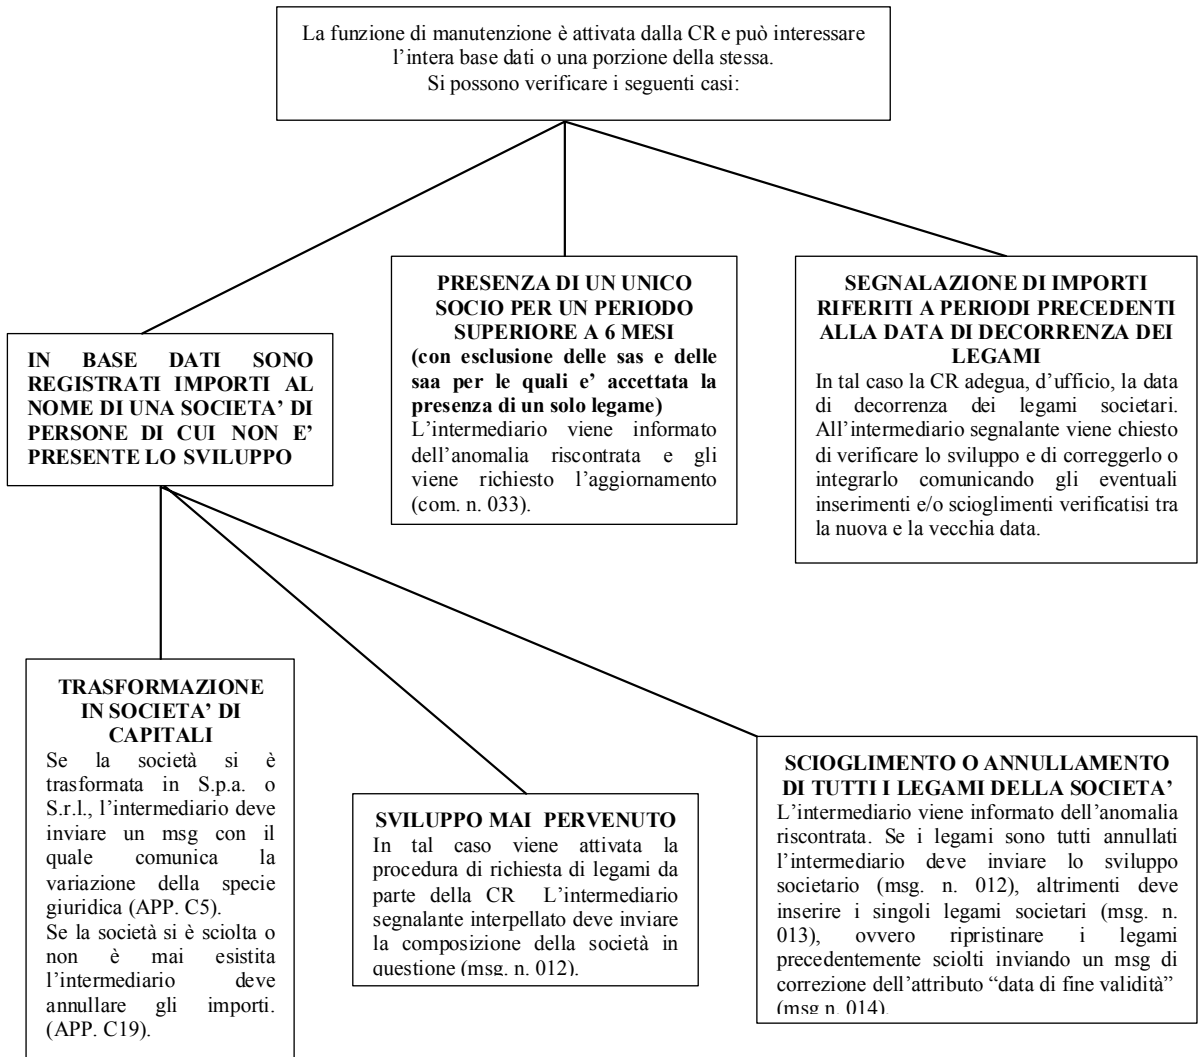 La funzione di manutenzione è attivata dalla CR e può interessare
l'intera base dati o una porzione della stessa.
Si possono verificare i seguenti casi:
IN BASE DATI SONO
REGISTRATI IMPORTI AL
NOME DI UNA SOCIETA' DI
PERSONE DI CUI NON E'
PRESENTE LO SVILUPPO
PRESENZA DI UN UNICO
SOCIO PER UN PERIODO
SUPERIORE A 6 MESI
(con esclusione delle sas e delle
saa per le quali e' accettata la
presenza di un solo legame)
L'intermediario viene informato
dell'anomalia riscontrata e gli
viene richiesto l'aggiornamento
(com. n. 033).
SEGNALAZIONE DI IMPORTI
RIFERITI A PERIODI PRECEDENTI
ALLA DATA DI DECORRENZA DEI
LEGAMI
In tal caso la CR adegua, d'ufficio, la data
di decorrenza dei legami societari.
All'intermediario segnalante viene chiesto
di verificare lo sviluppo e di correggerlo o
integrarlo comunicando gli eventuali
inserimenti e/o scioglimenti verificatisi tra
la nuova e la vecchia data.
TRASFORMAZIONE
IN SOCIETA' DI
CAPITALI
Se la società si è
trasformata in S.p.a. o
S.r.l., l'intermediario deve
inviare un msg con il
quale comunica la
variazione della specie
giuridica (APP. C5).
Se la società si è sciolta o
non è mai esistita
l'intermediario deve
annullare gli importi.
(APP. C19).
SVILUPPO MAI PERVENUTO
In tal caso viene attivata la
procedura di richiesta di legami da
parte della CR L'intermediario
segnalante interpellato deve inviare
la composizione della società in
questione (msg. n. 012).
SCIOGLIMENTO O ANNULLAMENTO
DI TUTTI I LEGAMI DELLA SOCIETA'
L'intermediario viene informato dell'anomalia
riscontrata. Se i legami sono tutti annullati
l'intermediario deve inviare lo sviluppo
societario (msg. n. 012), altrimenti deve
inserire i singoli legami societari (msg. n.
013), ovvero ripristinare i legami
precedentemente sciolti inviando un msg di
correzione dell'attributo "data di fine validità"
(msg n. 014).